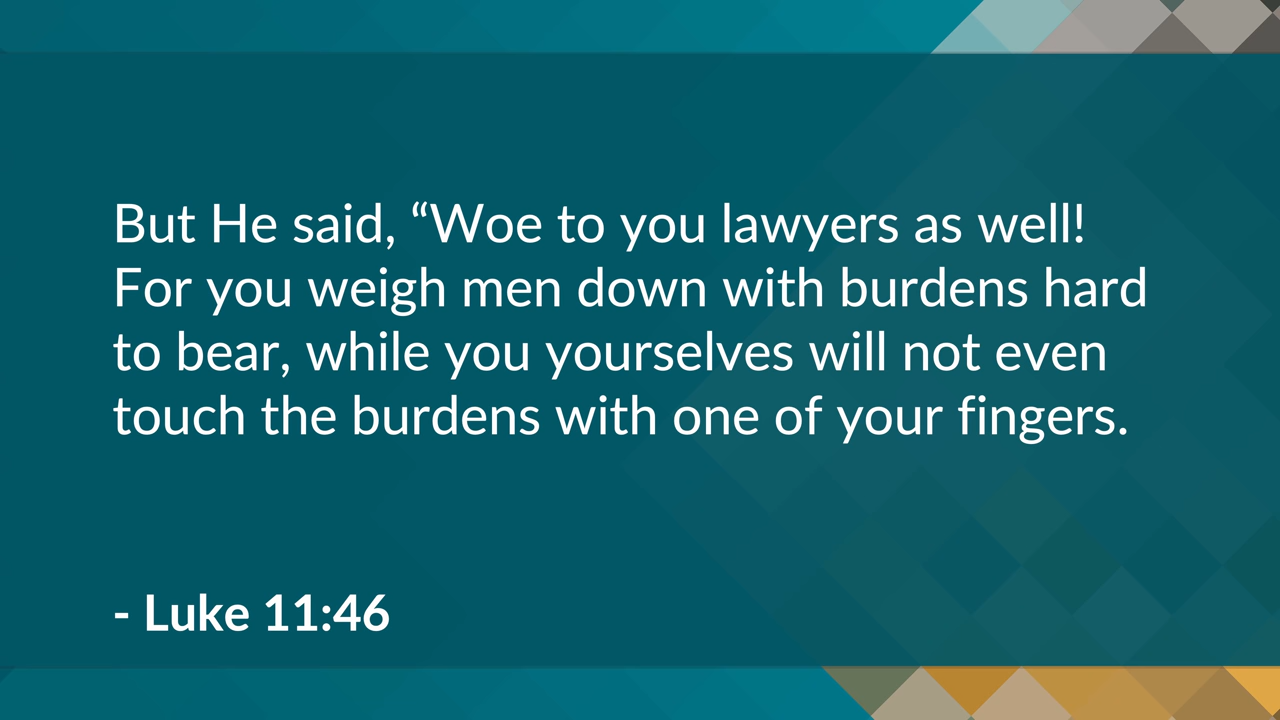 But He said, “Woe to you lawyers as well!
For you weigh men down with burdens hard
to bear, while you yourselves will not even
touch the burdens with one of your fingers.
- Luke 11:46